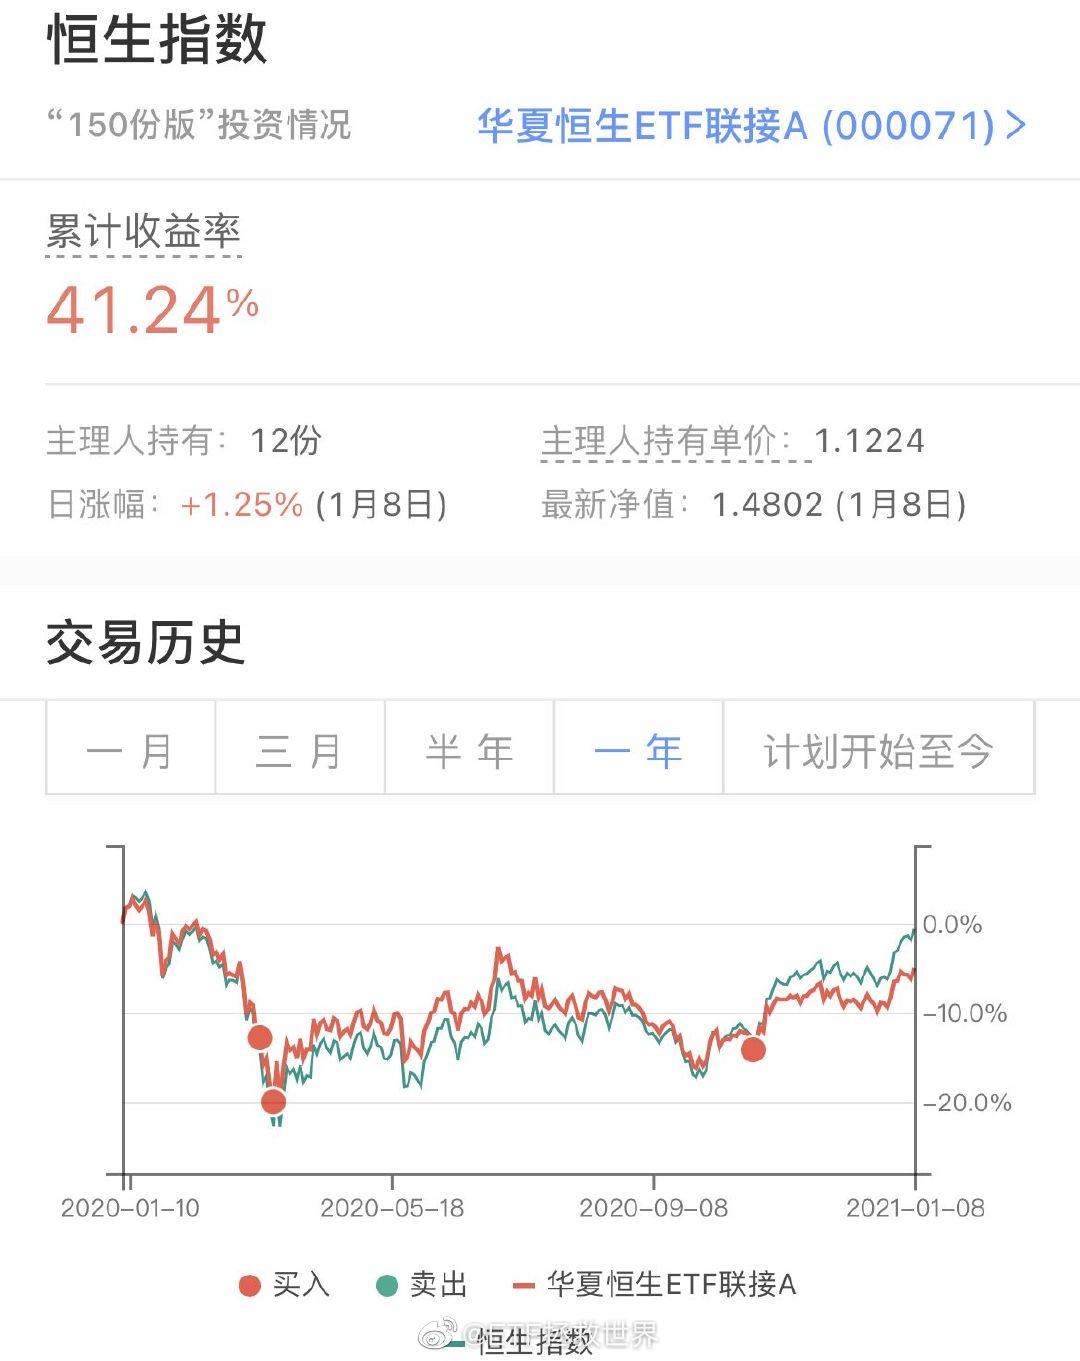 恒生指数
“150份版”投资情况 华夏恒生ETF联接A (000071) >
累计收益率
41.24%
主理人持有： 12份 主理人持有单价： 1.1224
日涨幅： +1.25% (1月8日) 最新净值： 1.4802 (1月8日)
交易历史
一月 三月 半年 一年 计划开始至今
0.0%
-10.0%
-20.0%
2020-01-10 2020-05-18 2020-09-08 2021-01-08
买入 卖出 华夏恒生ETF联接A
恒生指数
@ETF拯救世界